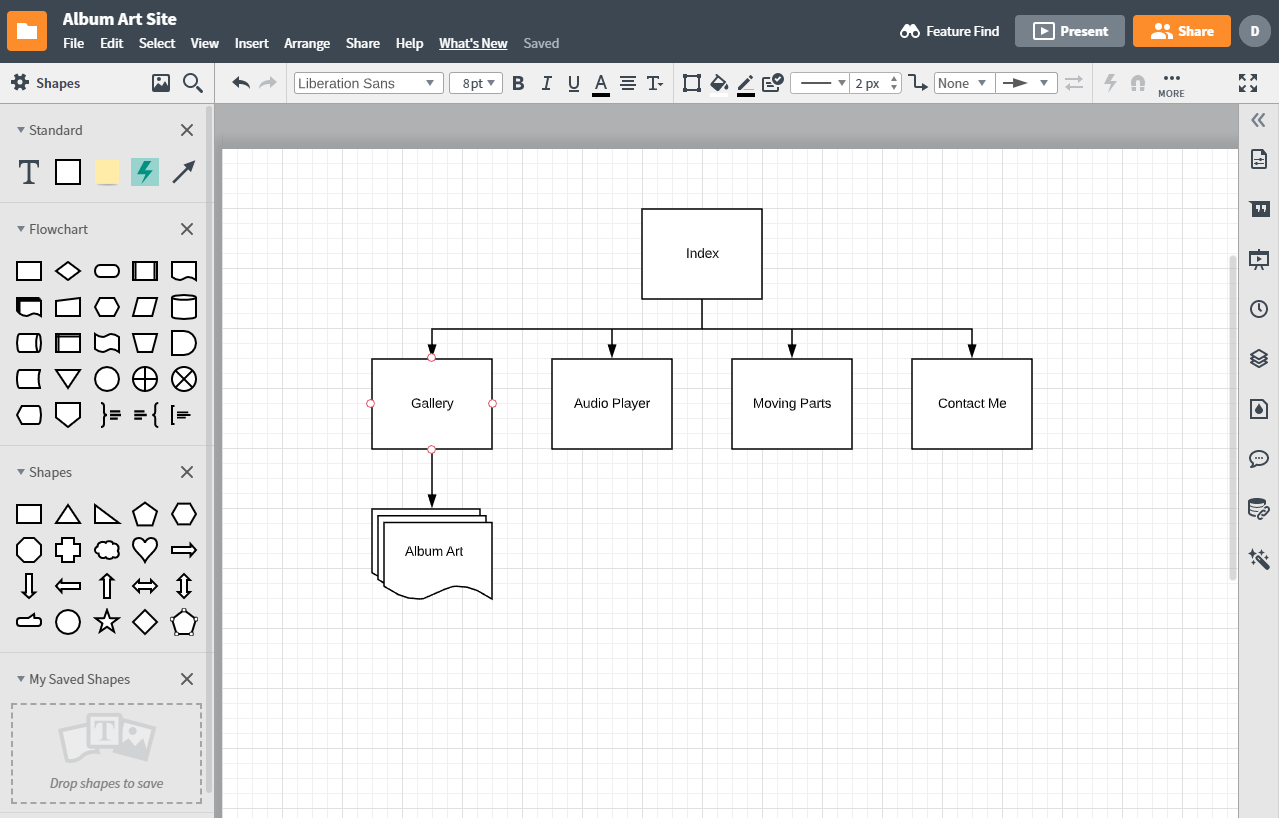 Album Art Site
File Edit Select View Insert Arrange Share Help What's New Saved
Feature Find
Present
Share
D
Shapes
Liberation Sans
8pt
B I U A T
2 px
None
MORE
Standard
T
Flowchart
Shapes
My Saved Shapes
T
Drop shapes to save
Index
Gallery
Audio Player
Moving Parts
Contact Me
Album Art